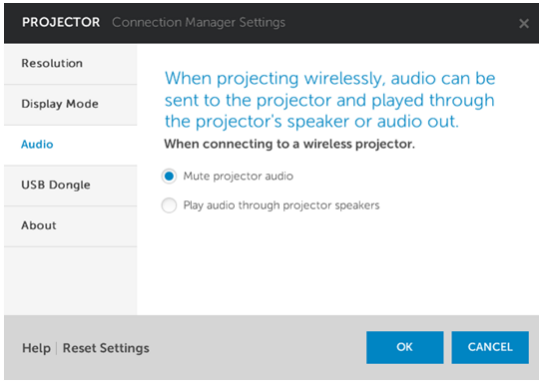 PROJECTOR Connection Manager Settings
Resolution
Display Mode
Audio
USB Dongle
About
When projecting wirelessly, audio can be
sent to the projector and played through
the projector's speaker or audio out.
When connecting to a wireless projector.
Mute projector audio
Play audio through projector speakers
Help Reset Settings
OK
CANCEL